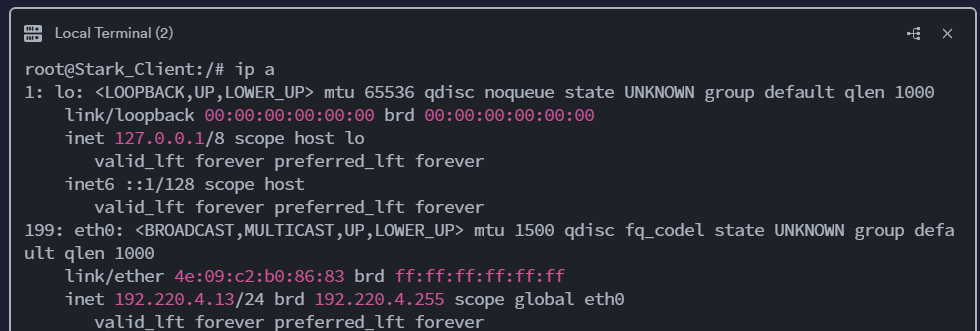 Local Terminal (2)
root@Stark_Client:/# ip a
1: lo: <LOOPBACK,UP,LOWER_UP> mtu 65536 qdisc noqueue state UNKNOWN group default qlen 1000
link/loopback 00:00:00:00:00:00 brd 00:00:00:00:00:00
inet 127.0.0.1/8 scope host lo
valid_lft forever preferred_lft forever
inet6 ::1/128 scope host
valid_lft forever preferred_lft forever
199: eth0: <BROADCAST,MULTICAST,UP,LOWER_UP> mtu 1500 qdisc fq_codel state UNKNOWN group defa
ult qlen 1000
link/ether 4e:09:c2:b0:86:83 brd ff:ff:ff:ff:ff:ff
inet 192.220.4.13/24 brd 192.220.4.255 scope global eth0
valid_lft forever preferred_lft forever